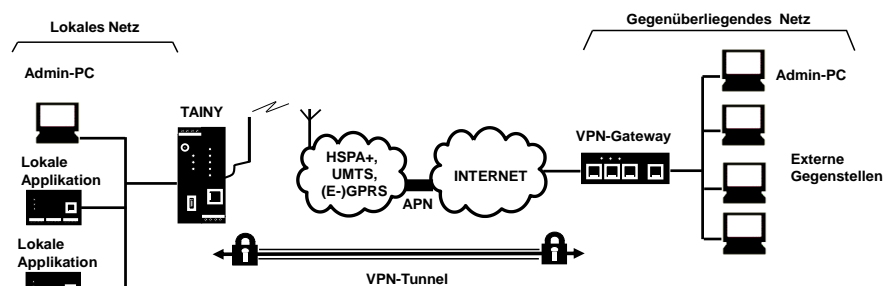 Lokales Netz
Gegenüberliegendes Netz
Admin-PC
Admin-PC
TAINY
VPN-Gateway
Lokale
Applikation
HSPA+,
UMTS,
(E-)GPRS
INTERNET
APN
Externe
Gegenstellen
Lokale
Applikation
VPN-Tunnel